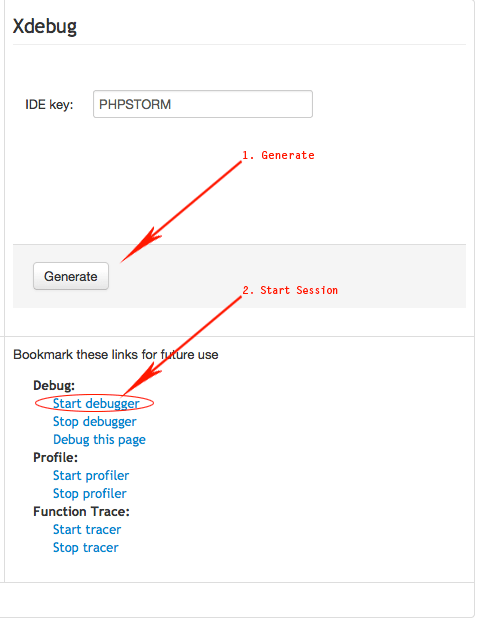 Xdebug
IDE key: PHPSTORM
1. Generate
Generate
2. Start Session
Bookmark these links for future use
Debug:
Start debugger
Stop debugger
Debug this page
Profile:
Start profiler
Stop profiler
Function Trace:
Start tracer
Stop tracer